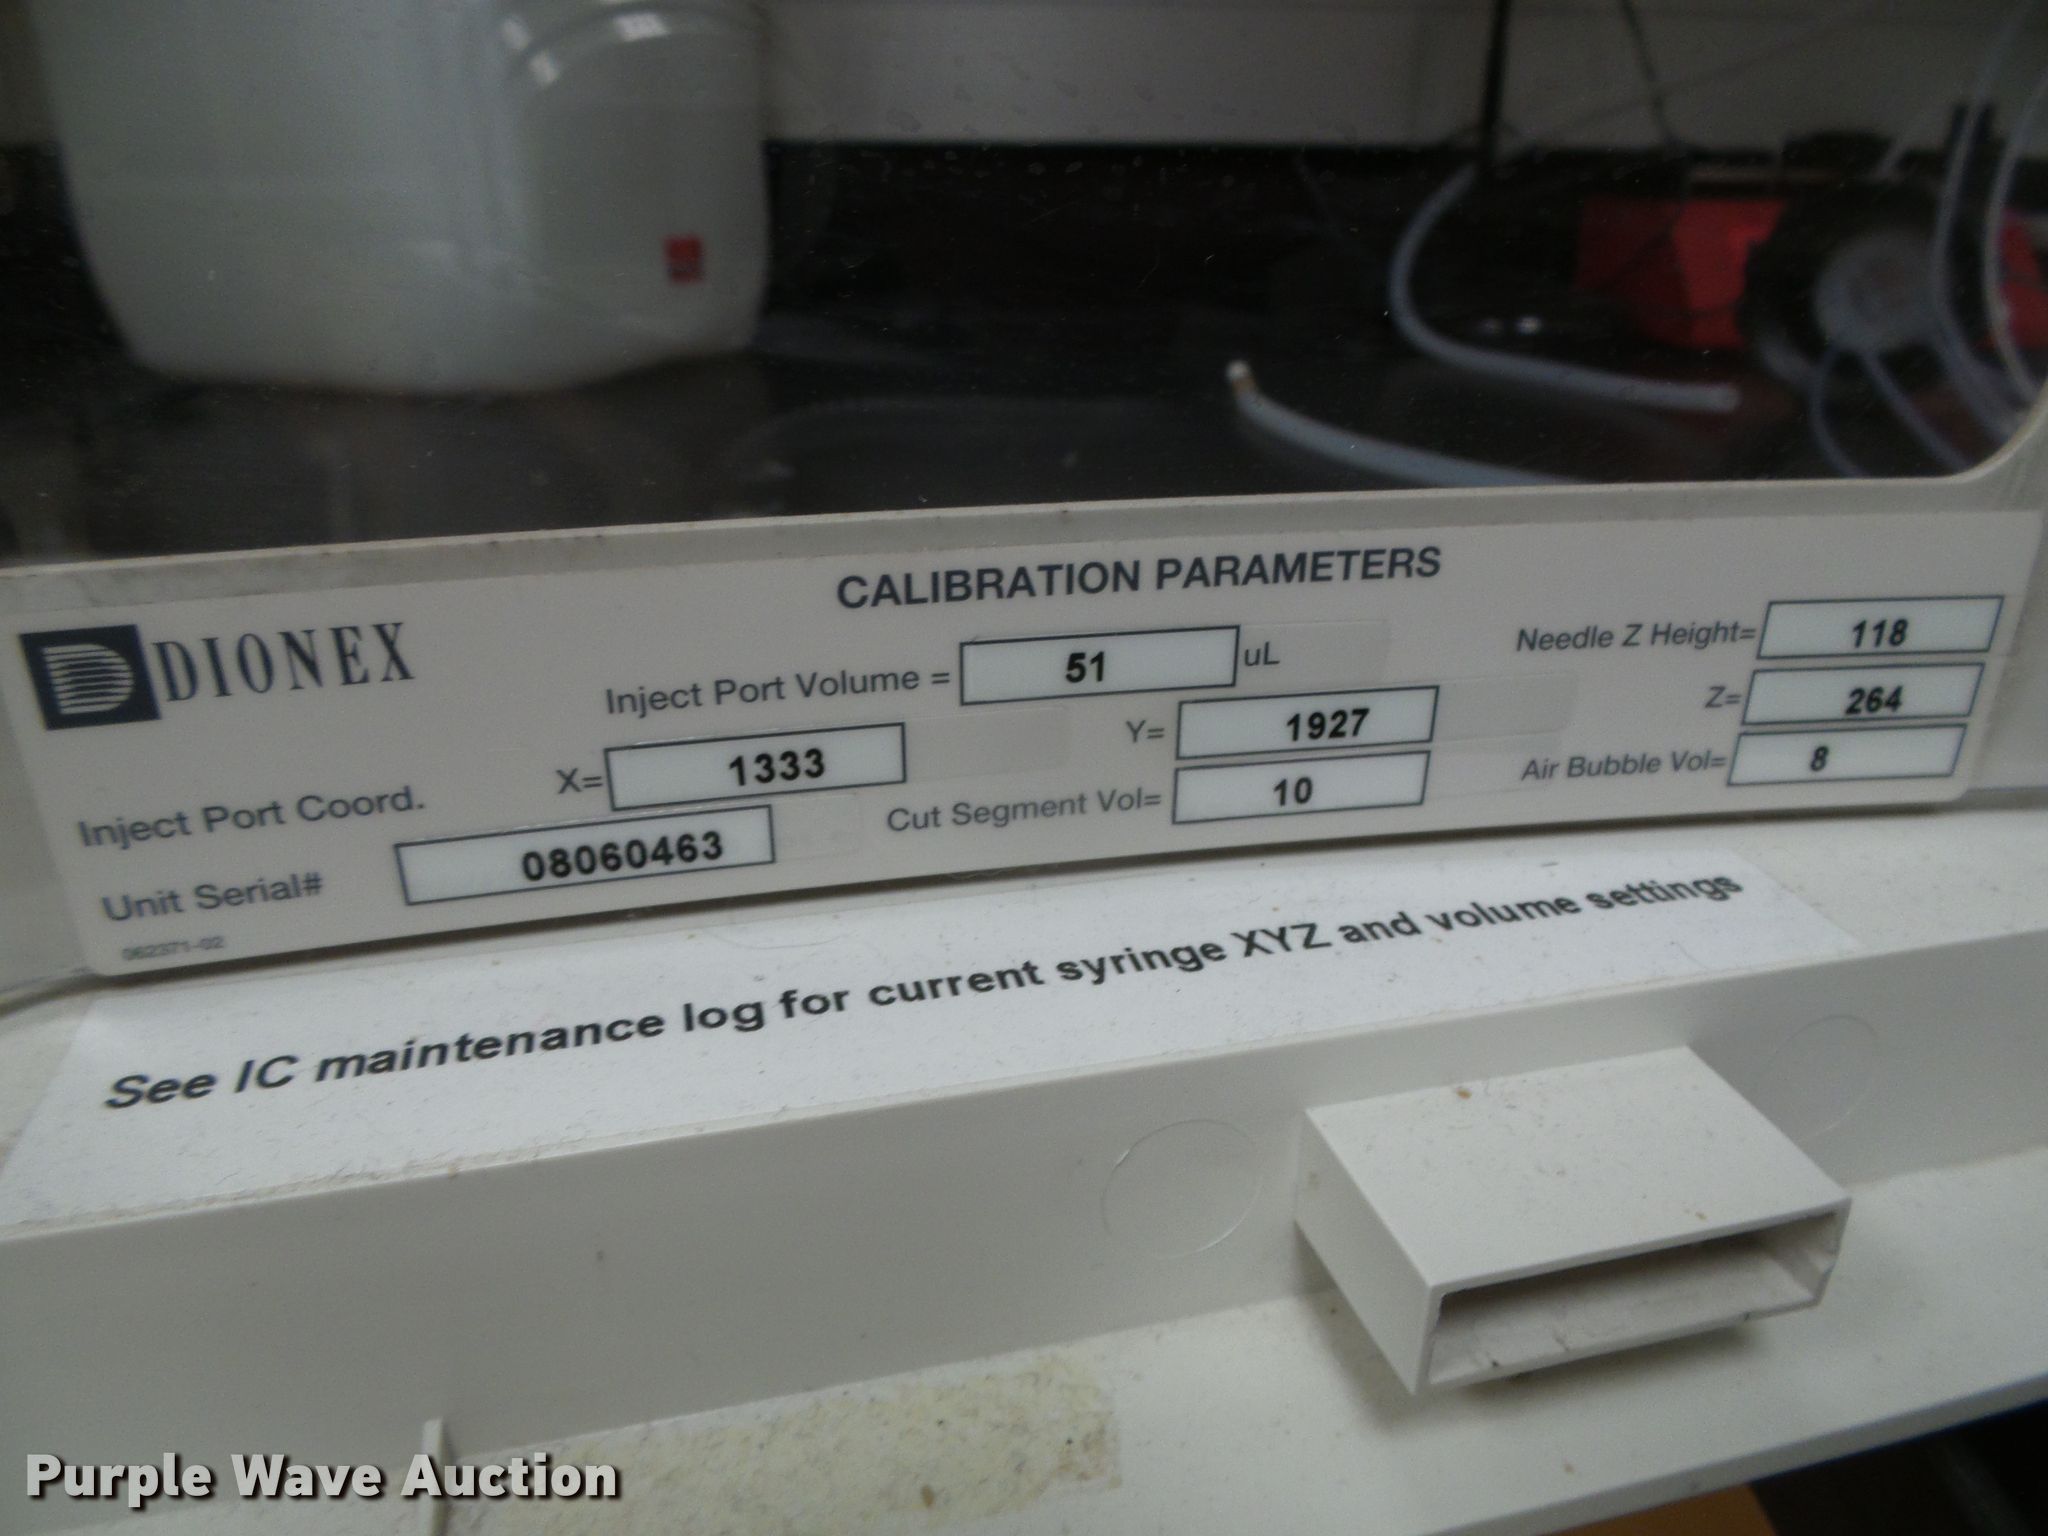 CALIBRATION PARAMETERS
DIONEX
Inject Port Volume = 51 uL
Needle Z Height= 118
Inject Port Coord. X= 1333 Y= 1927 Z= 264
Unit Serial# 08060463 Cut Segment Vol= 10 Air Bubble Vol= 8
062371-02
See IC maintenance log for current syringe XYZ and volume settings
Purple Wave Auction